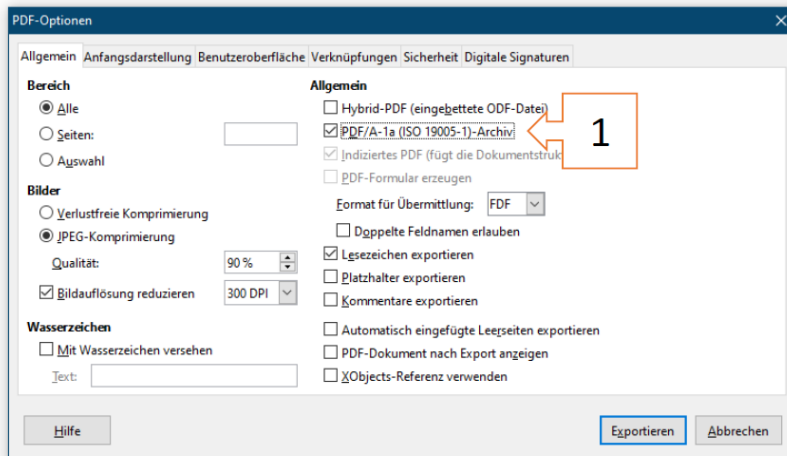 PDF-Optionen
Allgemein Anfangsdarstellung Benutzeroberfläche Verknüpfungen Sicherheit Digitale Signaturen
Bereich
Alle
Seiten:
Auswahl
Bilder
Verlustfreie Komprimierung
JPEG-Komprimierung
Qualität: 90 %
Bildauflösung reduzieren 300 DPI
Wasserzeichen
Mit Wasserzeichen versehen
Text:
Allgemein
Hybrid-PDF (eingebettete ODF-Datei)
PDF/A-1a (ISO 19005-1)-Archiv
1
Indiziertes PDF (fügt die Dokumentstruk
PDF-Formular erzeugen
Format für Übermittlung: FDF
Doppelte Feldnamen erlauben
Lesezeichen exportieren
Platzhalter exportieren
Kommentare exportieren
Automatisch eingefügte Leerseiten exportieren
PDF-Dokument nach Export anzeigen
XObjects-Referenz verwenden
Hilfe Exportieren Abbrechen